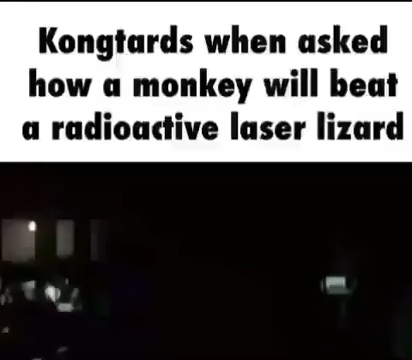 Kongtards when asked
how a monkey will beat
a radioactive laser lizard